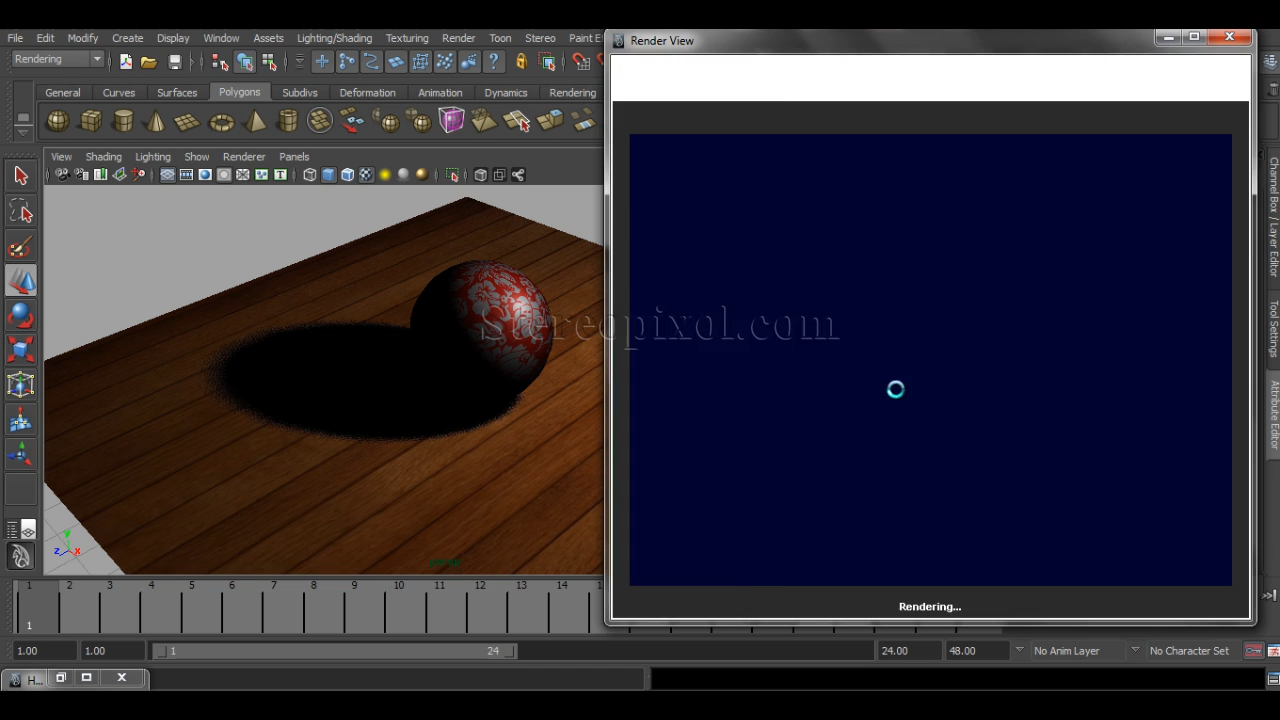 Render View
File Edit Modify Create Display Window Assets Lighting/Shading Texturing Render Toon Stereo Paint E
Rendering
General Curves Surfaces Polygons Subdivs Deformation Animation Dynamics Rendering
View Shading Lighting Show Renderer Panels
Channel Box / Layer Editor
Tool Settings
Attribute Editor
stereopixol.com
z y x
persp
1 2 3 4 5 6 7 8 9 10 11 12 13 14
1
Rendering...
1.00 1.00 1 24 24.00 48.00 No Anim Layer No Character Set
H...